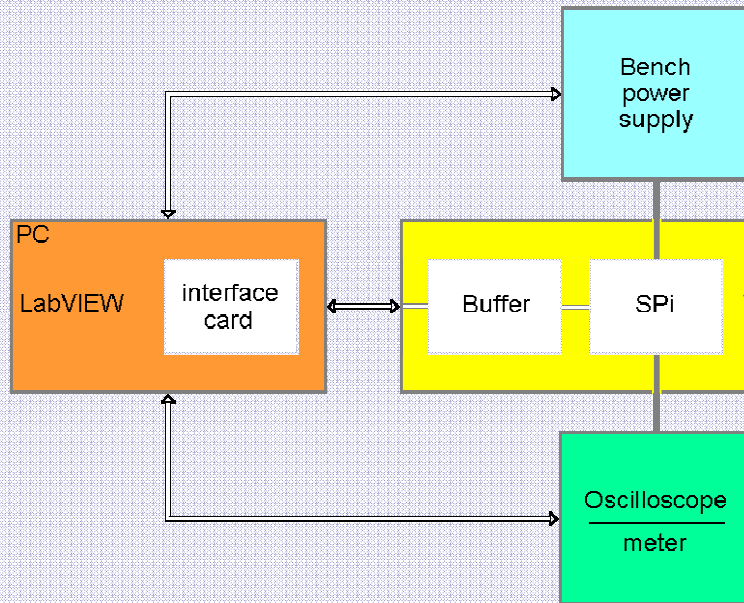 Bench
power
supply
PC
LabVIEW
interface
card
Buffer
SPi
Oscilloscope
meter